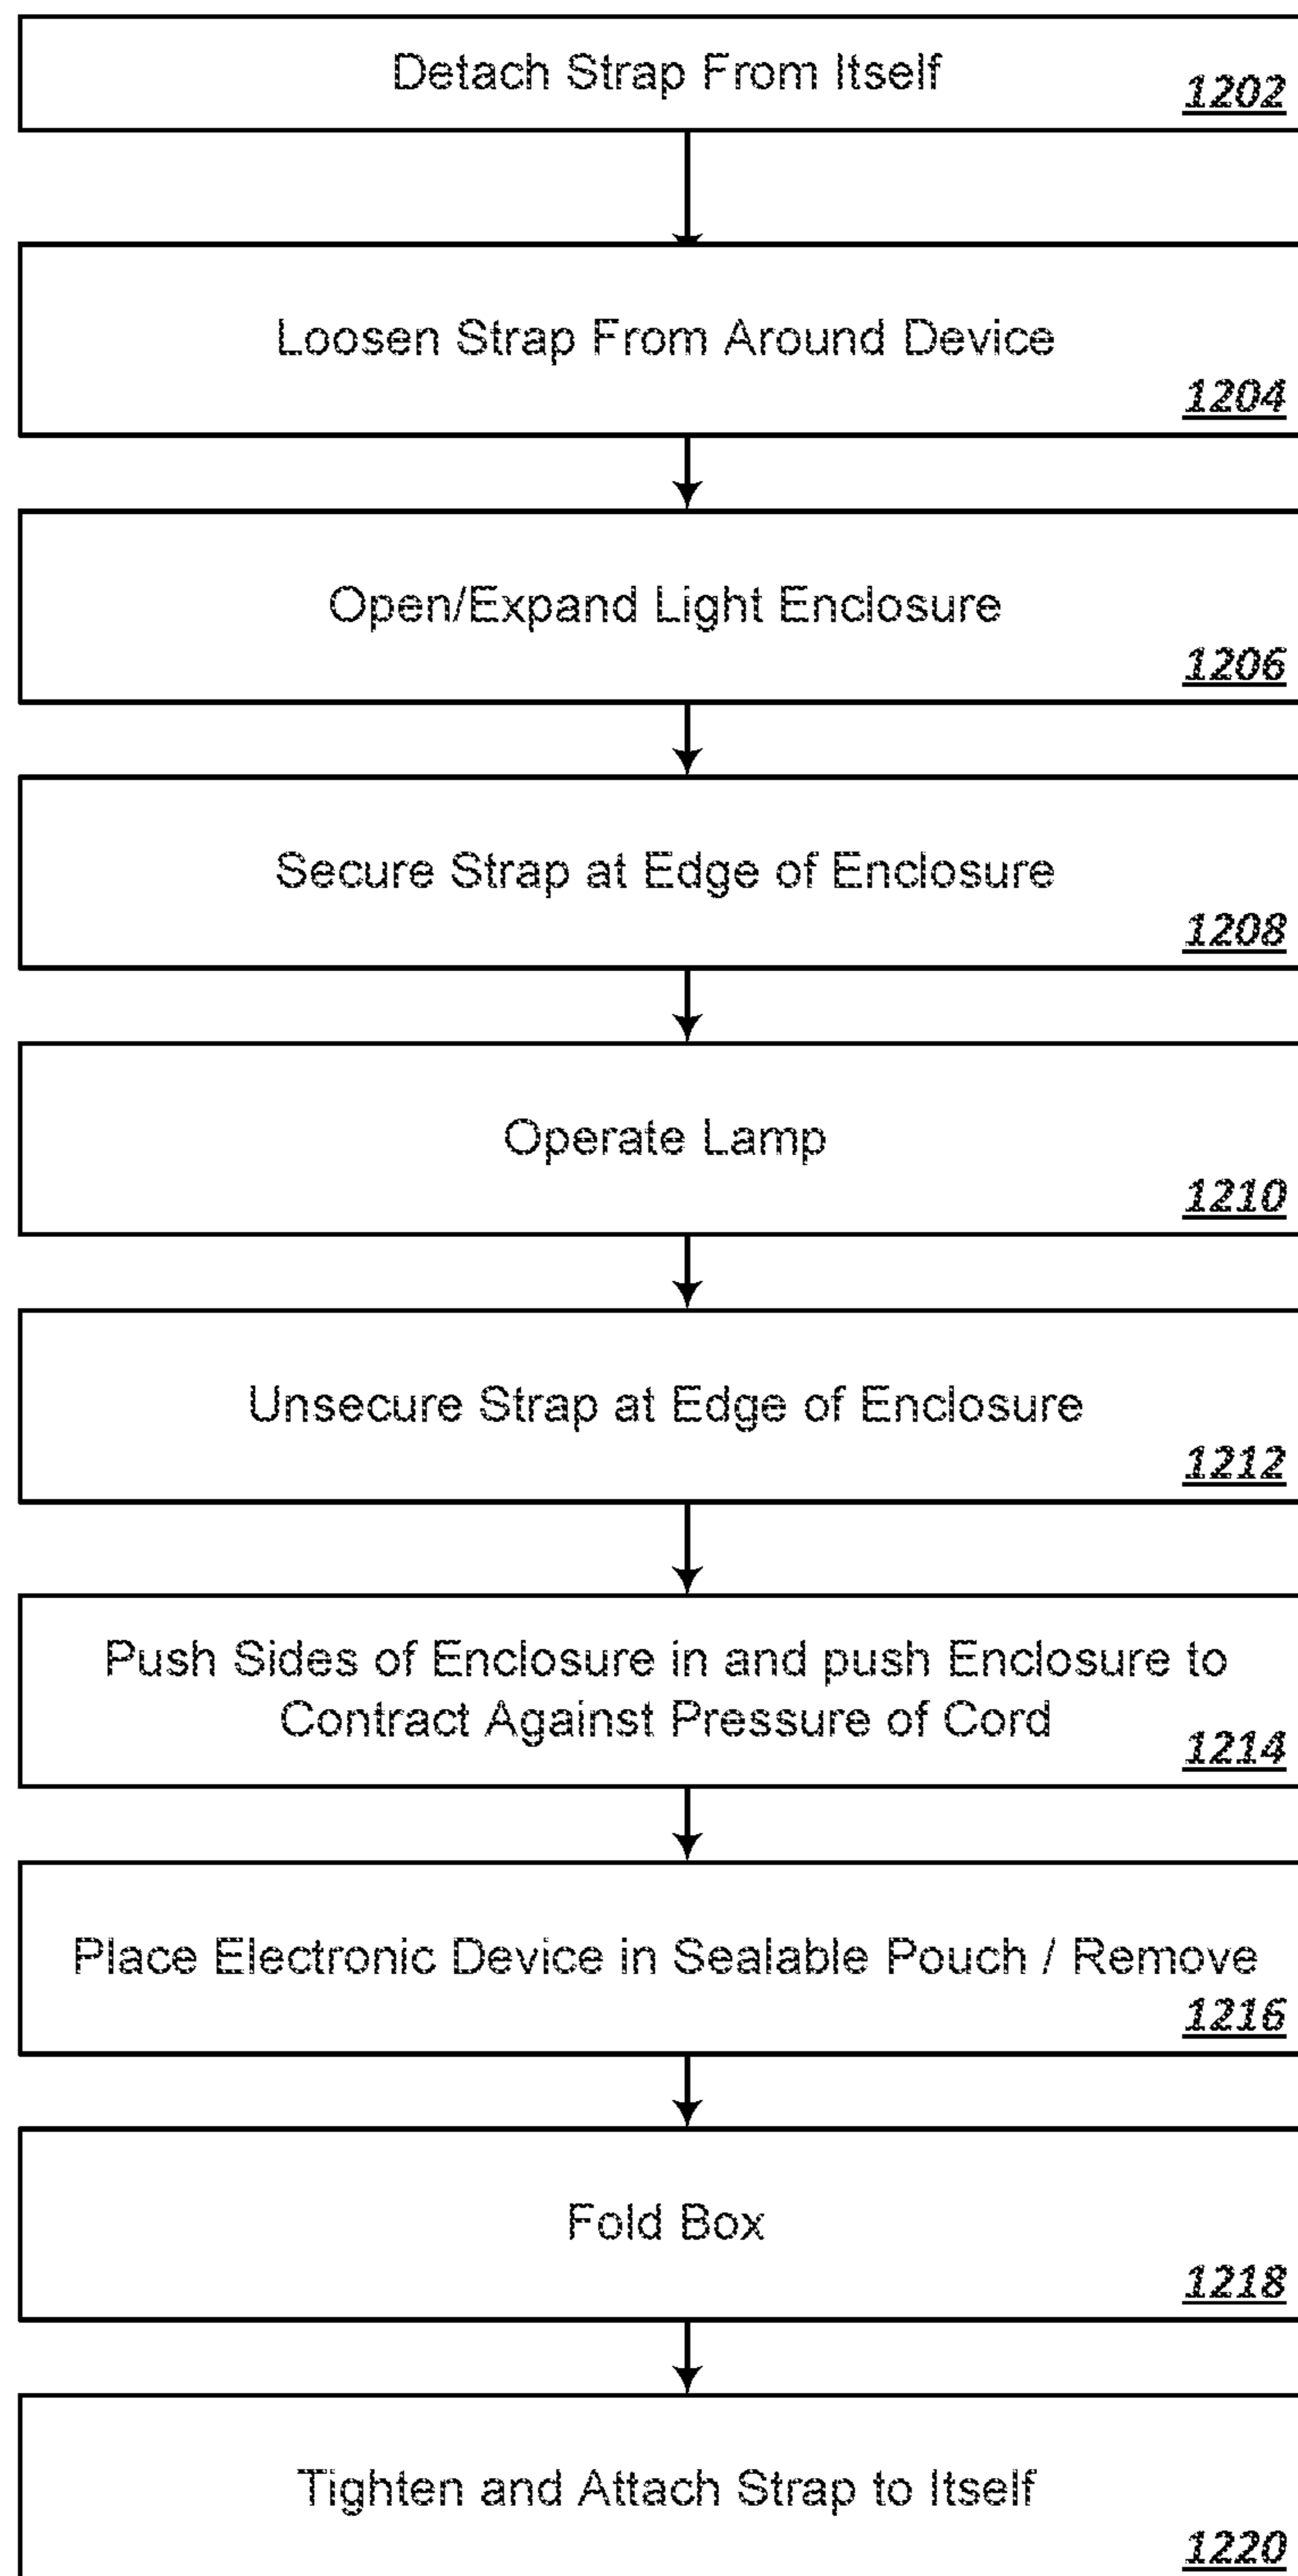 Detach Strap From Itself
1202
Loosen Strap From Around Device
1204
Open/Expand Light Enclosure
1206
Secure Strap at Edge of Enclosure
1208
Operate Lamp
1210
Unsecure Strap at Edge of Enclosure
1212
Push Sides of Enclosure in and push Enclosure to
Contract Against Pressure of Cord
1214
Place Electronic Device in Sealable Pouch / Remove
1216
Fold Box
1218
Tighten and Attach Strap to Itself
1220